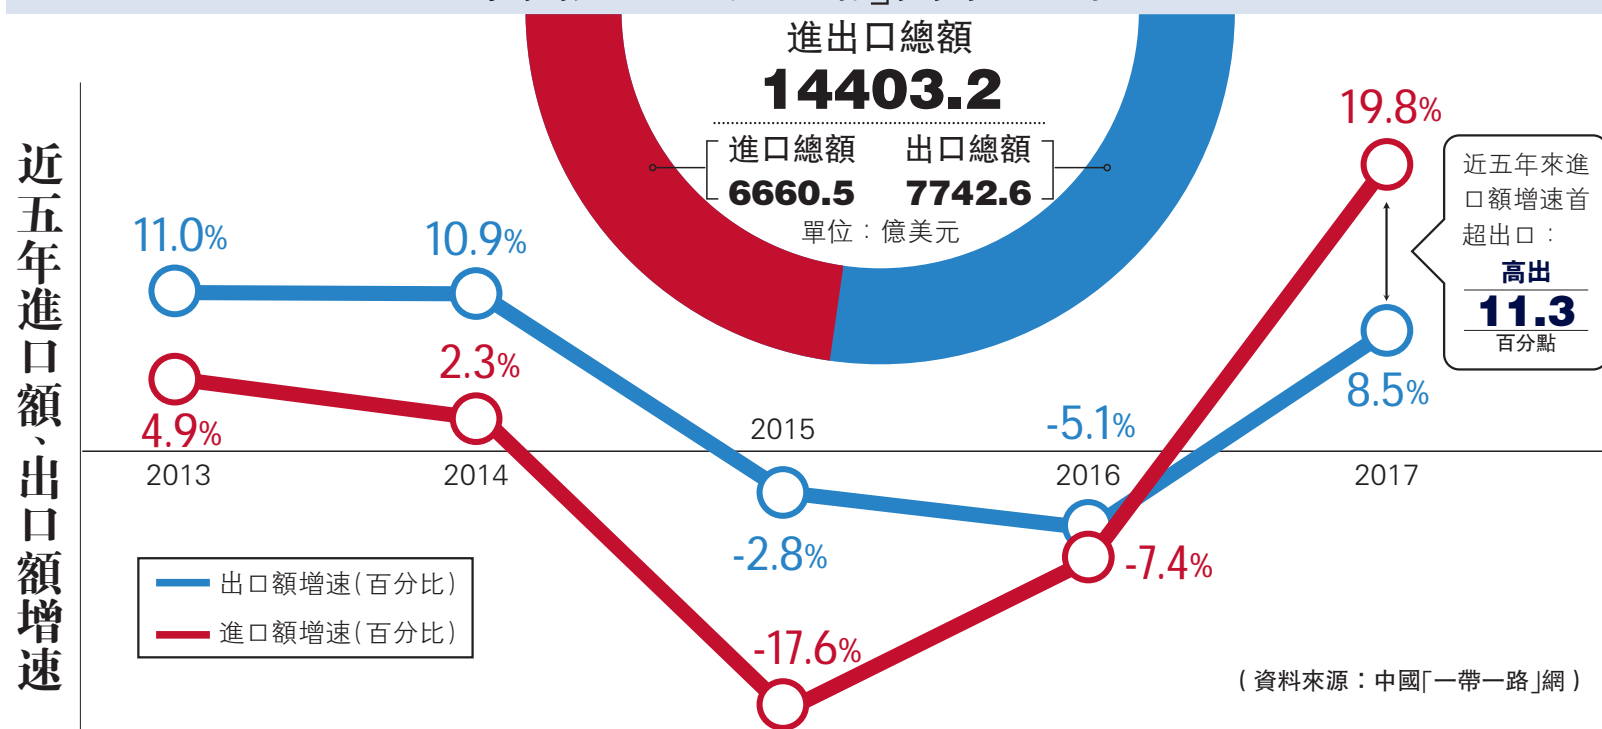 進出口總額
14403.2
進口總額 出口總額
6660.5 7742.6
單位：億美元
近五年進口額、出口額增速
11.0%
10.9%
4.9%
2.3%
-2.8%
-17.6%
-5.1%
-7.4%
19.8%
8.5%
2013
2014
2015
2016
2017
近五年來進
口額增速首
超出口：
高出
11.3
百分點
出口額增速(百分比)
進口額增速(百分比)
(資料來源：中國「一帶一路」網)